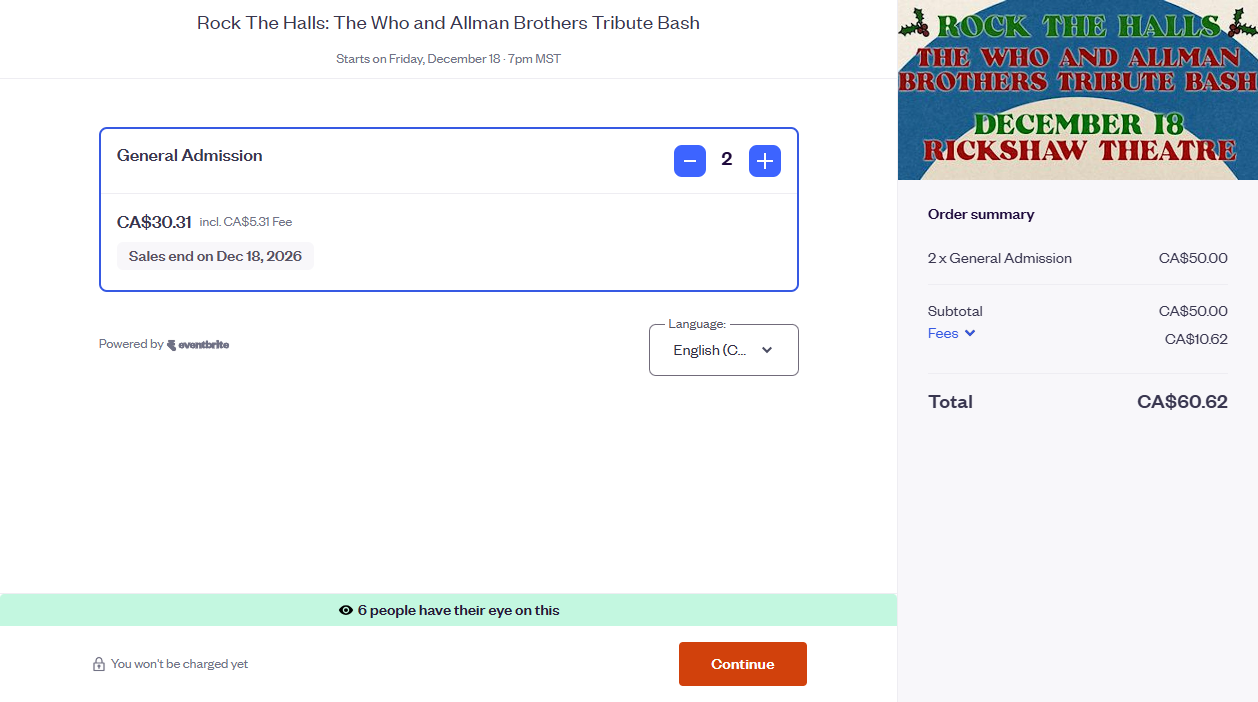 Rock The Halls: The Who and Allman Brothers Tribute Bash
Starts on Friday, December 18 · 7pm MST
General Admission
2
CA$30.31 incl. CA$5.31 Fee
Sales end on Dec 18, 2026
Powered by eventbrite
Language:
English (C...
6 people have their eye on this
You won't be charged yet
Continue
ROCK THE HALLS
THE WHO AND ALLMAN
BROTHERS TRIBUTE BASH
DECEMBER 18
RICKSHAW THEATRE
Order summary
2 x General Admission CA$50.00
Subtotal CA$50.00
Fees CA$10.62
Total CA$60.62